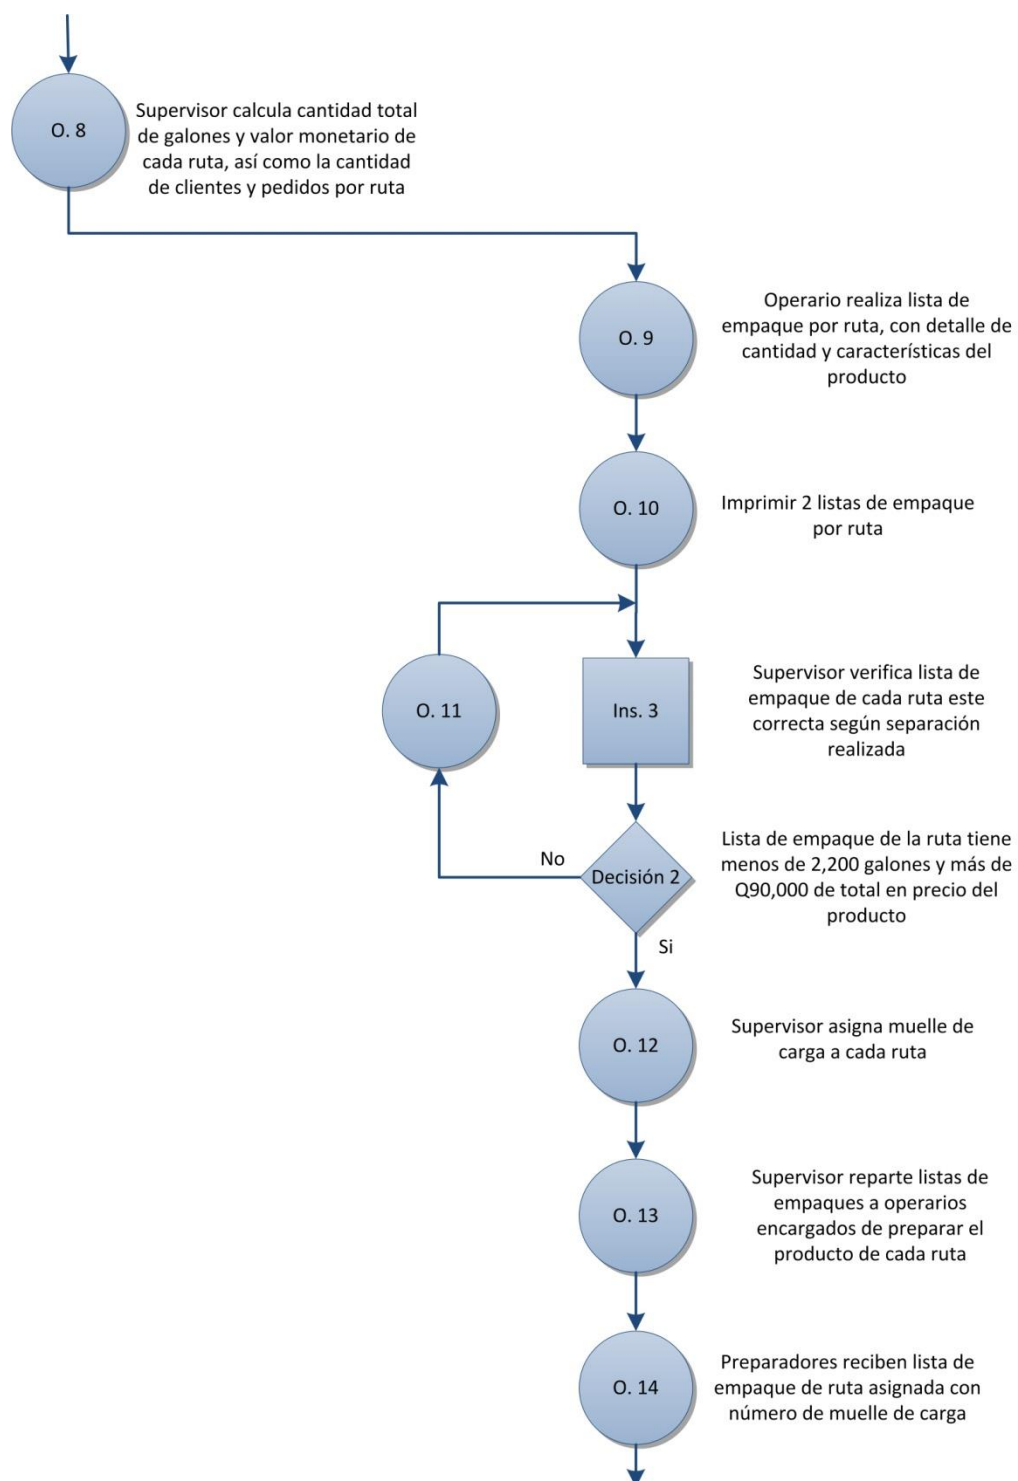 O. 8
Supervisor calcula cantidad total
de galones y valor monetario de
cada ruta, así como la cantidad
de clientes y pedidos por ruta
O. 9
Operario realiza lista de
empaque por ruta, con detalle de
cantidad y características del
producto
O. 10
Imprimir 2 listas de empaque
por ruta
O. 11
Ins. 3
Supervisor verifica lista de
empaque de cada ruta este
correcta según separación
realizada
No
Decisión 2
Lista de empaque de la ruta tiene
menos de 2,200 galones y más de
Q90,000 de total en precio del
producto
Si
O. 12
Supervisor asigna muelle de
carga a cada ruta
O. 13
Supervisor reparte listas de
empaques a operarios
encargados de preparar el
producto de cada ruta
O. 14
Preparadores reciben lista de
empaque de ruta asignada con
número de muelle de carga